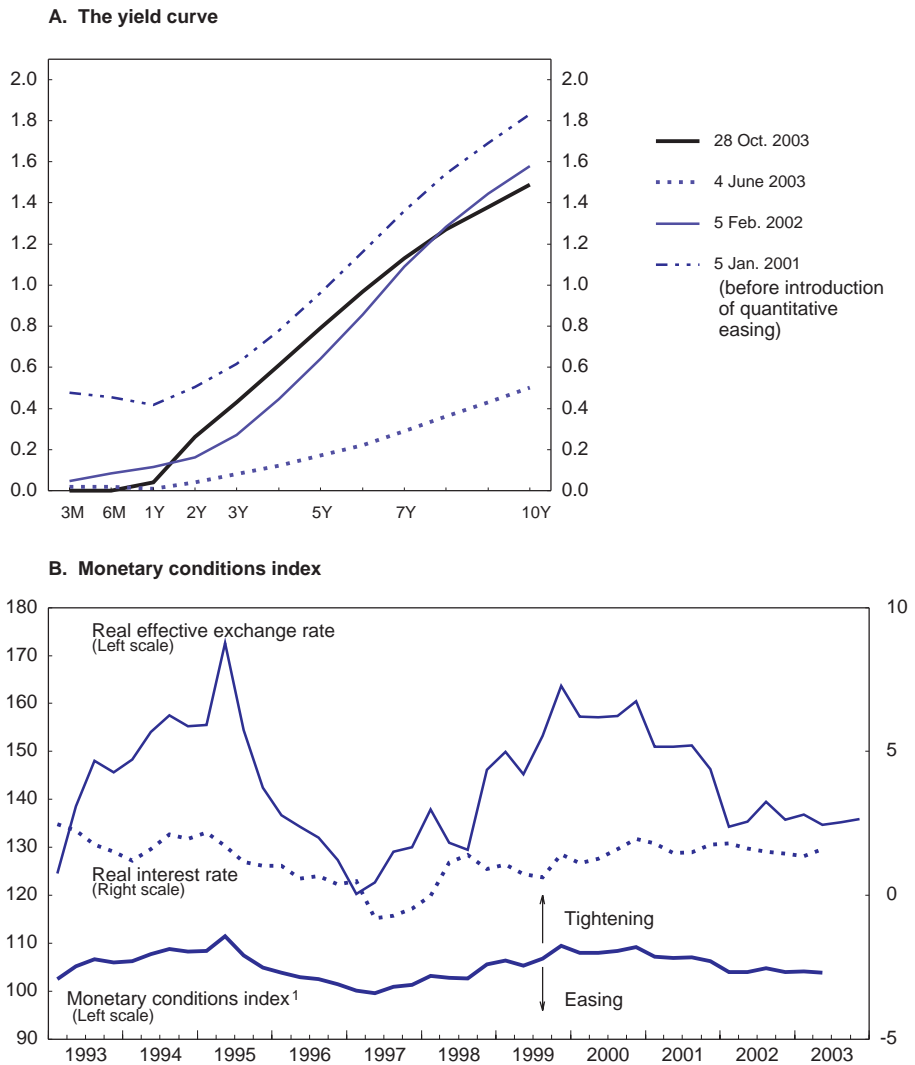 A. The yield curve
2.0 2.0
1.8 1.8
1.6 1.6
1.4 1.4
1.2 1.2
1.0 1.0
0.8 0.8
0.6 0.6
0.4 0.4
0.2 0.2
0.0 0.0
3M 6M 1Y 2Y 3Y 5Y 7Y 10Y
28 Oct. 2003
4 June 2003
5 Feb. 2002
5 Jan. 2001
(before introduction
of quantitative
easing)
B. Monetary conditions index
180 10
170
160
150 5
140
130
120 0
110
100
90 -5
Real effective exchange rate
(Left scale)
Real interest rate
(Right scale)
Tightening
Easing
Monetary conditions index1
(Left scale)
1993 1994 1995 1996 1997 1998 1999 2000 2001 2002 2003